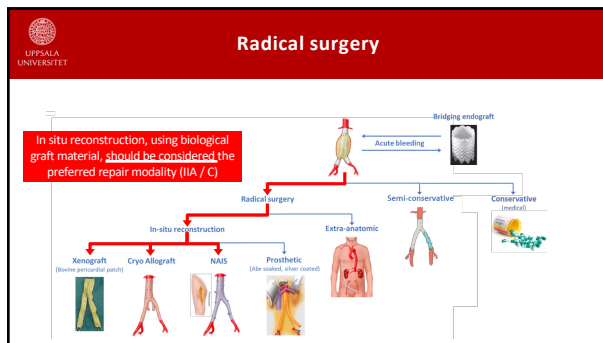 UPPSALA
UNIVERSITET
Radical surgery
In situ reconstruction, using biological
graft material, should be considered the
preferred repair modality (IIA / C)
Bridging endograft
Acute bleeding
Radical surgery
Semi-conservative
Conservative
(medical)
In-situ reconstruction
Extra-anatomic
Xenograft
(Bovine pericardial patch)
Cryo Allograft
NAIS
Prosthetic
(Abx soaked, silver coated)